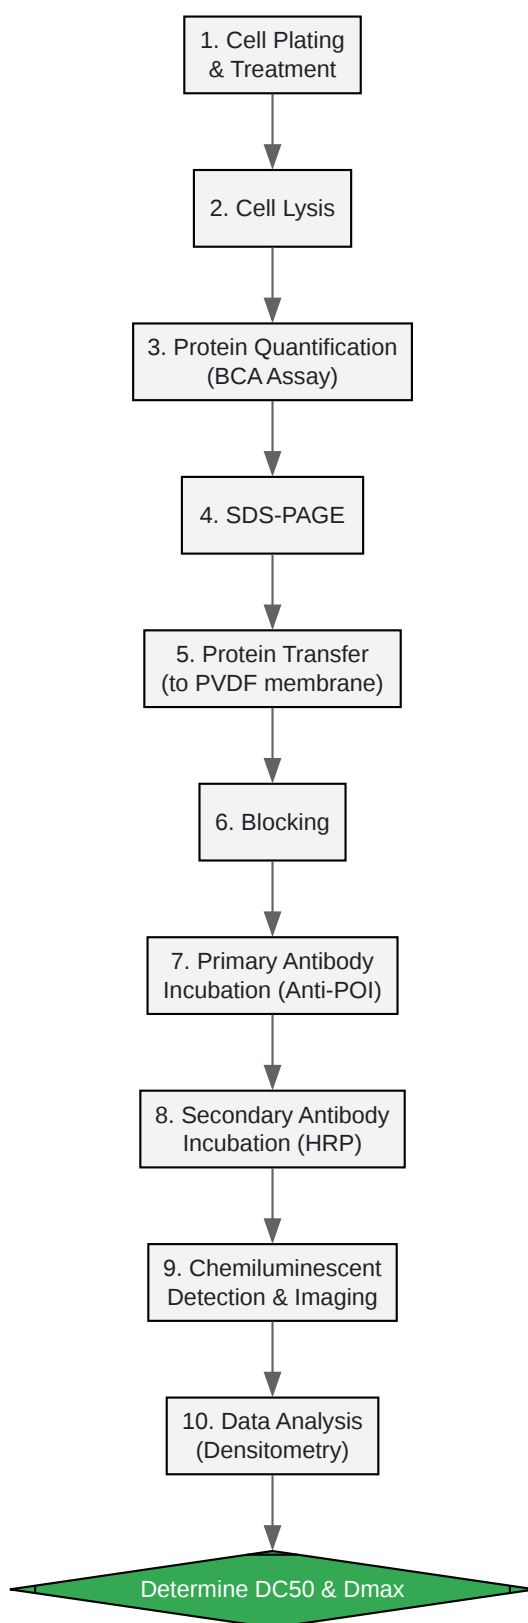 1. Cell Plating
& Treatment
2. Cell Lysis
3. Protein Quantification
(BCA Assay)
4. SDS-PAGE
5. Protein Transfer
(to PVDF membrane)
6. Blocking
7. Primary Antibody
Incubation (Anti-POI)
8. Secondary Antibody
Incubation (HRP)
9. Chemiluminescent
Detection & Imaging
10. Data Analysis
(Densitometry)
Determine DC50 & Dmax